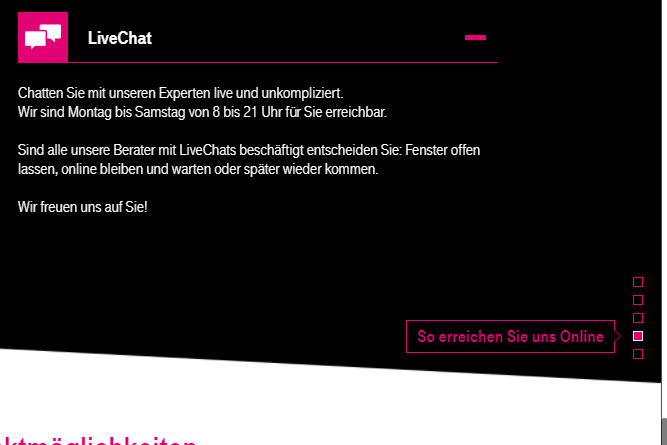 LiveChat
Chatten Sie mit unseren Experten live und unkompliziert.
Wir sind Montag bis Samstag von 8 bis 21 Uhr für Sie erreichbar.
Sind alle unsere Berater mit LiveChats beschäftigt entscheiden Sie: Fenster offen
lassen, online bleiben und warten oder später wieder kommen.
Wir freuen uns auf Sie!
So erreichen Sie uns Online